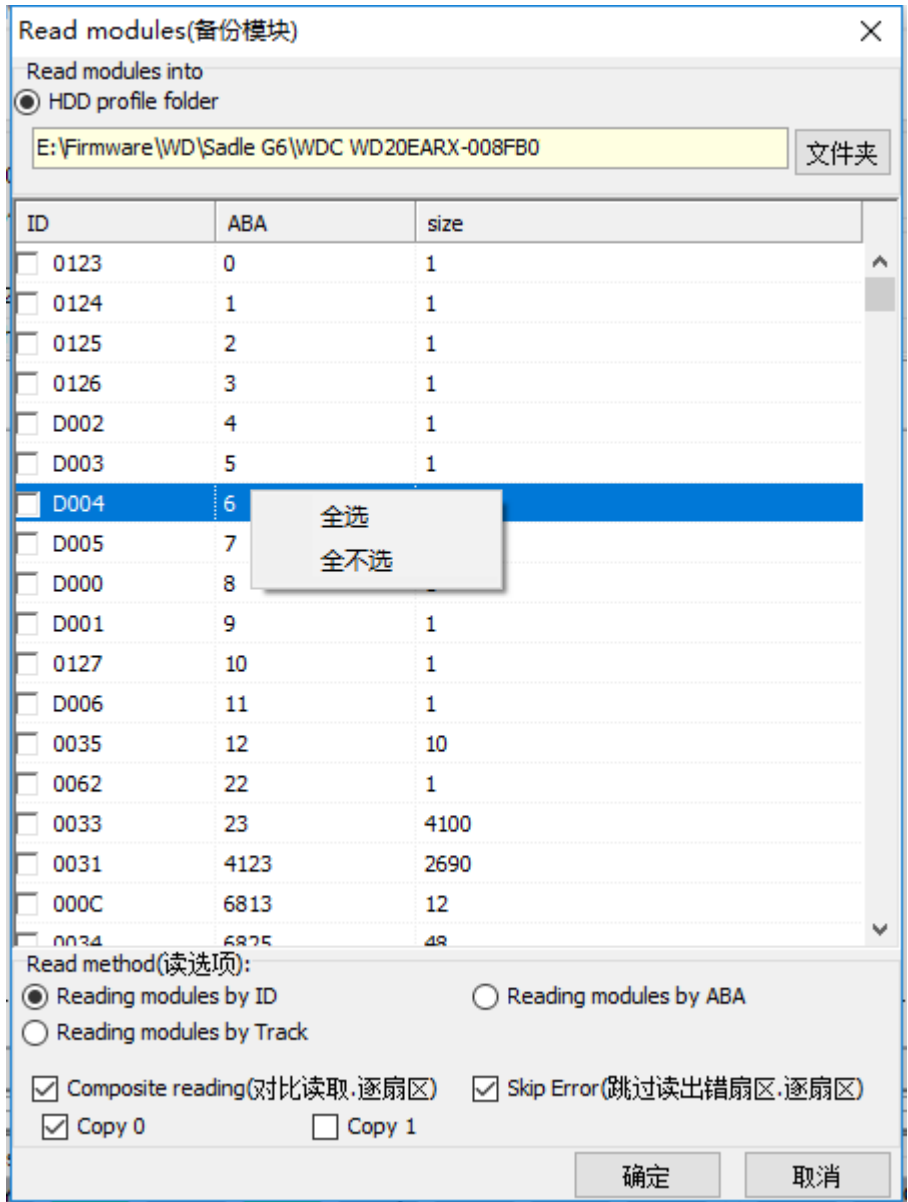 Read modules(备份模块)
Read modules into
HDD profile folder
E:\Firmware\WD\Sadle G6\WDC WD20EARX-008FB0
文件夹
ID ABA size
0123 0 1
0124 1 1
0125 2 1
0126 3 1
D002 4 1
D003 5 1
D004 6
全选
D005 7
全不选
D000 8
D001 9 1
0127 10 1
D006 11 1
0035 12 10
0062 22 1
0033 23 4100
0031 4123 2690
000C 6813 12
0034 6825 48
Read method(读选项):
Reading modules by ID Reading modules by ABA
Reading modules by Track
Composite reading(对比读取.逐扇区) Skip Error(跳过读出错扇区.逐扇区)
Copy 0 Copy 1
确定 取消